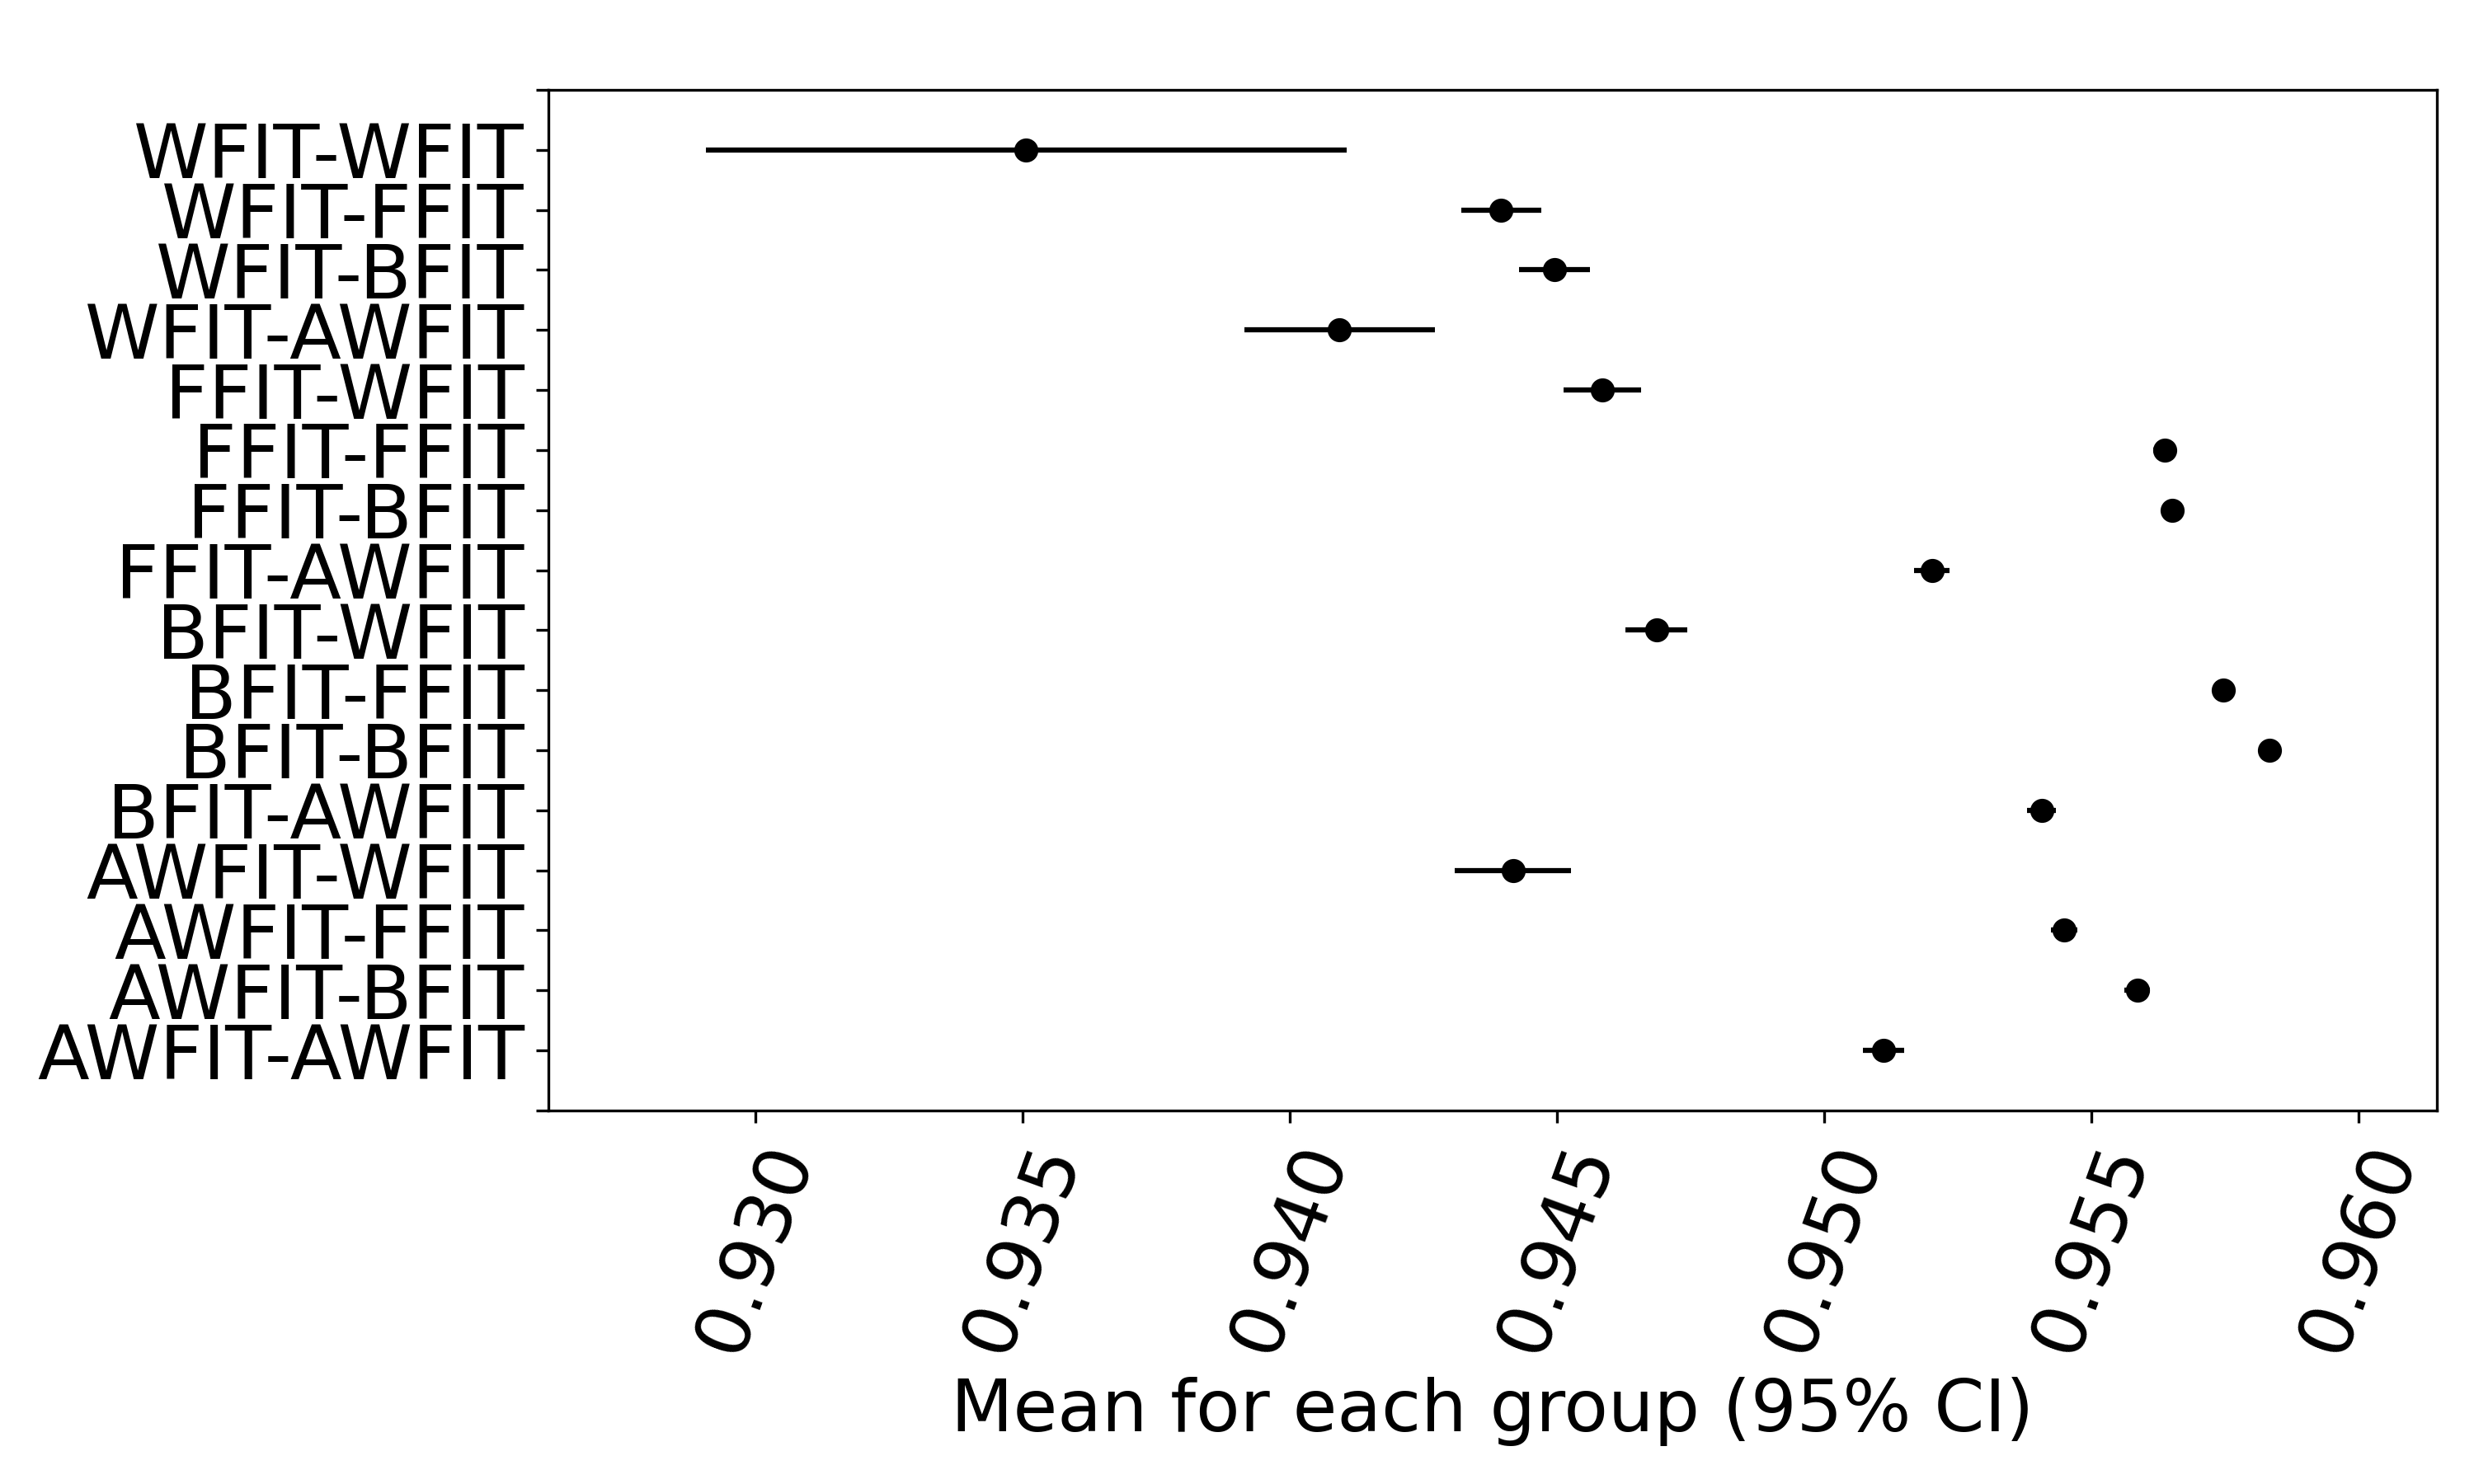 WFIT-WFIT
WFIT-FFIT
WFIT-BFIT
WFIT-AWFIT
FFIT-WFIT
FFIT-FFIT
FFIT-BFIT
FFIT-AWFIT
BFIT-WFIT
BFIT-FFIT
BFIT-BFIT
BFIT-AWFIT
AWFIT-WFIT
AWFIT-FFIT
AWFIT-BFIT
AWFIT-AWFIT
0.930 0.935 0.940 0.945 0.950 0.955 0.960
Mean for each group (95% CI)